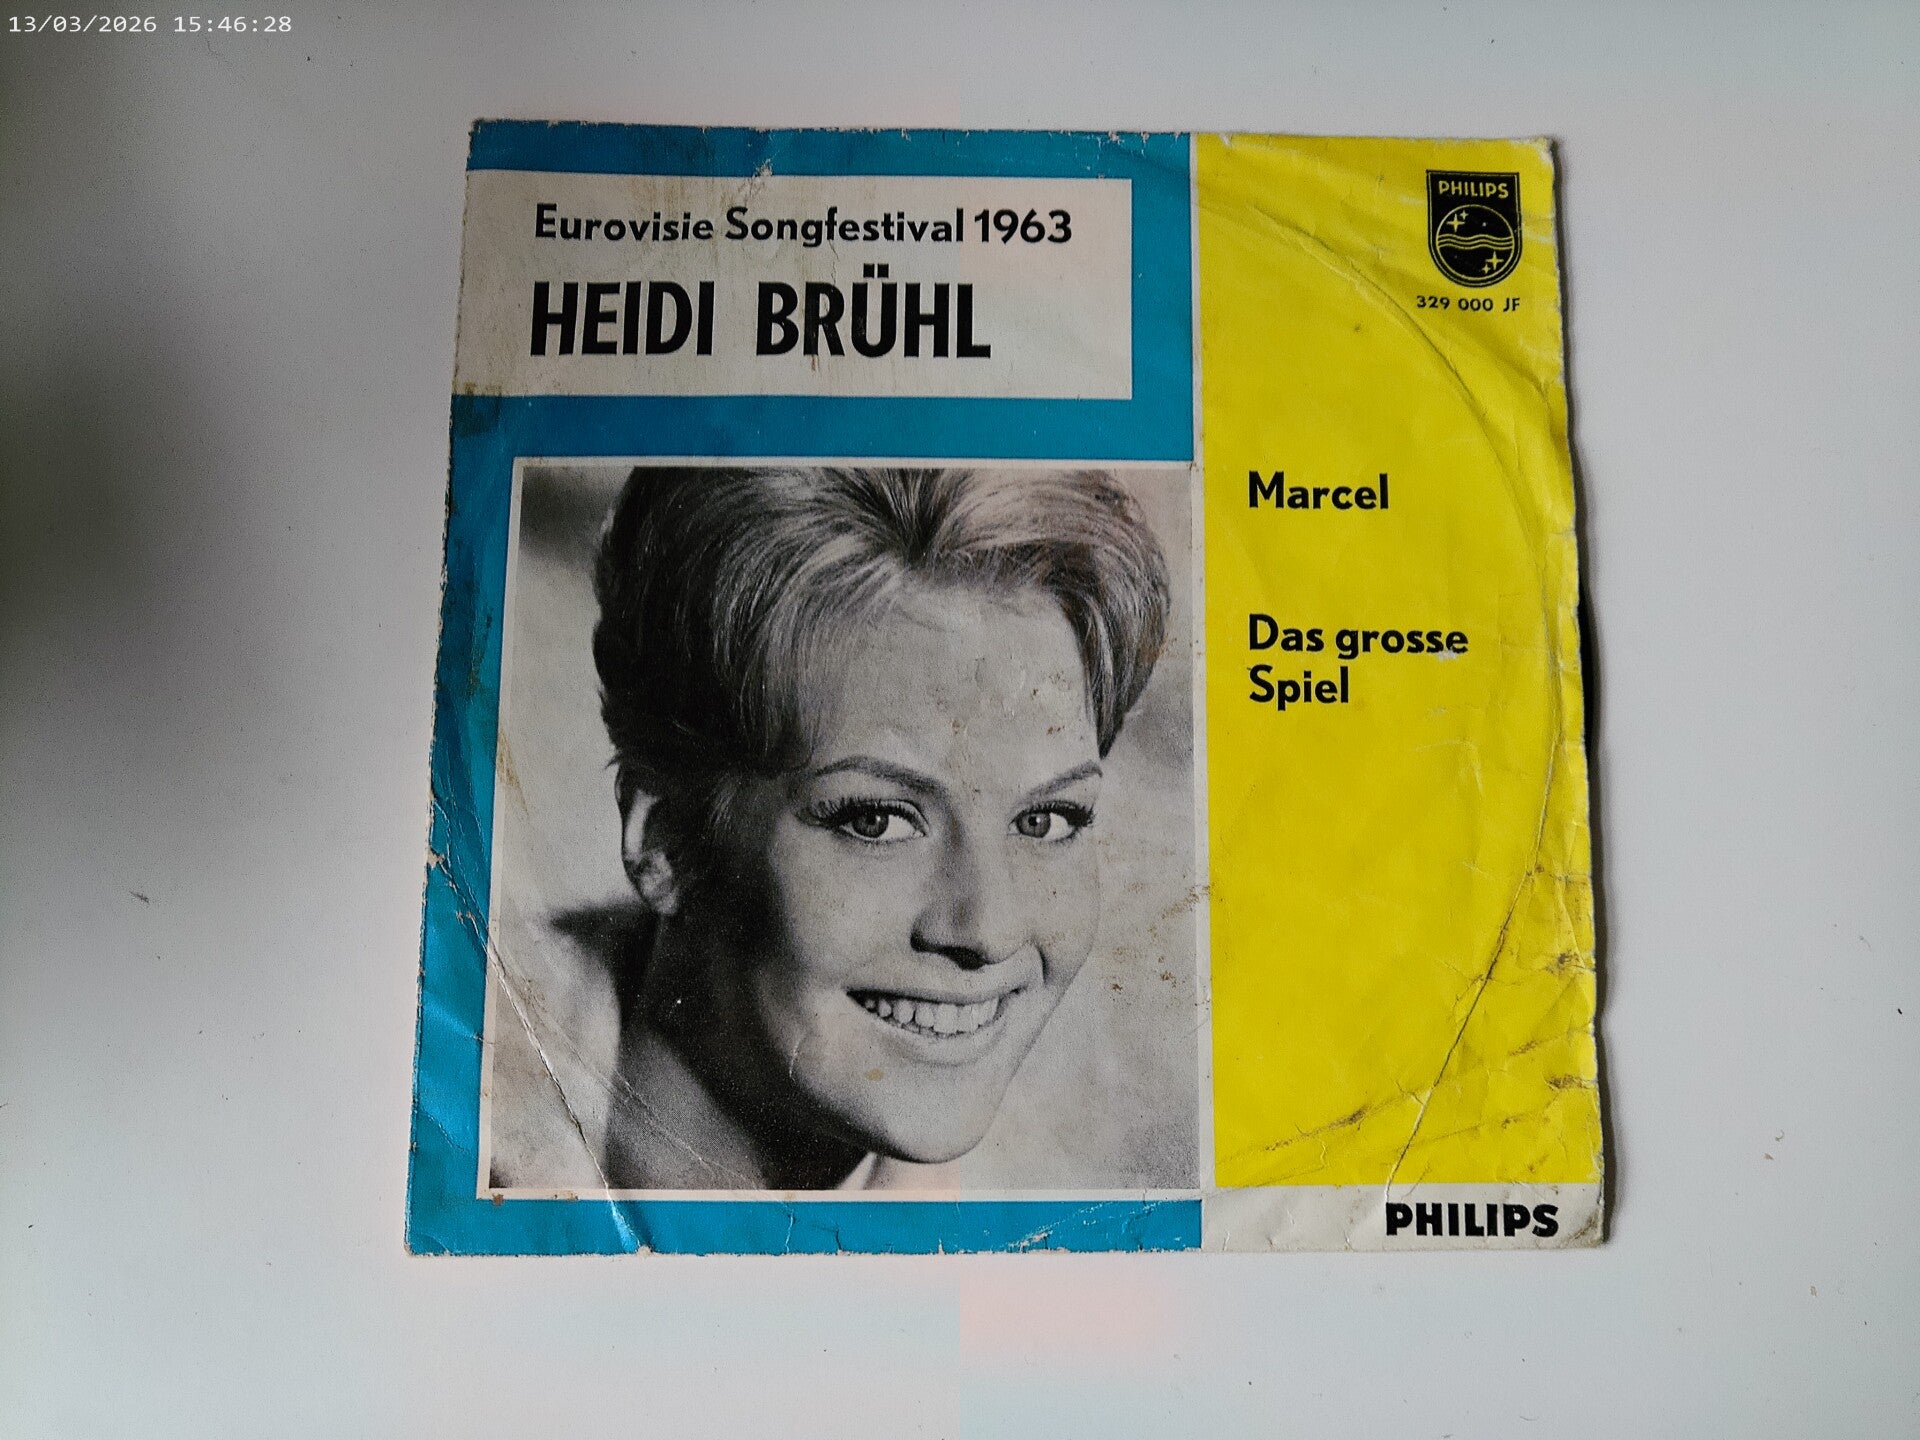 13/03/2026 15:46:28
Eurovisie Songfestival 1963
HEIDI BRÜHL
PHILIPS
329 000 JF
Marcel
Das grosse
Spiel
PHILIPS